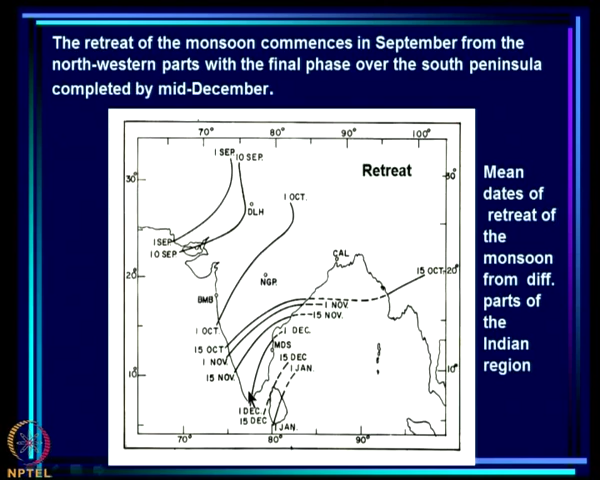 The retreat of the monsoon commences in September from the
north-western parts with the final phase over the south peninsula
completed by mid-December.
70° 80° 90° 100°
1 SEP.
10 SEP.
Retreat
30° 30°
1 OCT.
DLH
1 SEP
10 SEP
CAL
15 OCT 20°
20°
NGP.
BMB
1 OCT.
1 NOV.
15 NOV.
15 OCT
1 NOV.
1 DEC.
MDS
15 NOV.
15 DEC
1 JAN.
10° 10°
1 DEC.
15 DEC
1 JAN.
70° 80° 90°
Mean
dates of
retreat of
the
monsoon
from diff.
parts of
the
Indian
region
NPTEL